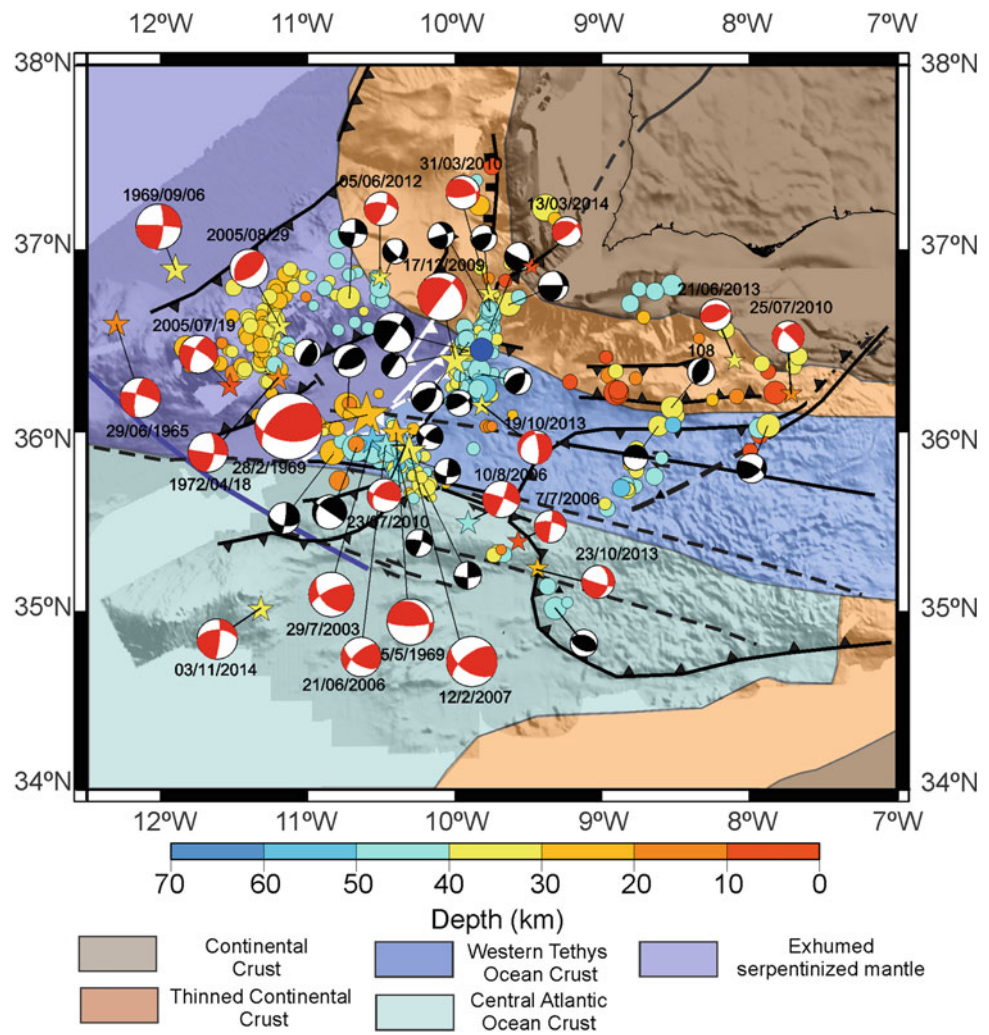 12ºW 11ºW 10ºW 9ºW 8ºW 7ºW
38ºN 38ºN
31/03/2010
1969/09/06
05/06/2012
13/03/2014
37ºN 37ºN
2005/08/29
17/12/2009
21/06/2013
25/07/2010
2005/07/19
108
29/06/1965
36ºN 36ºN
19/10/2013
28/2/1969
1972/04/18
10/8/2006
7/7/2006
23/07/2010
23/10/2013
35ºN 35ºN
29/7/2003
5/5/1969
03/11/2014
21/06/2006
12/2/2007
34ºN 34ºN
12ºW 11ºW 10ºW 9ºW 8ºW 7ºW
70 60 50 40 30 20 10 0
Depth (km)
Continental
Crust
Western Tethys
Ocean Crust
Exhumed
serpentinized mantle
Thinned Continental
Crust
Central Atlantic
Ocean Crust